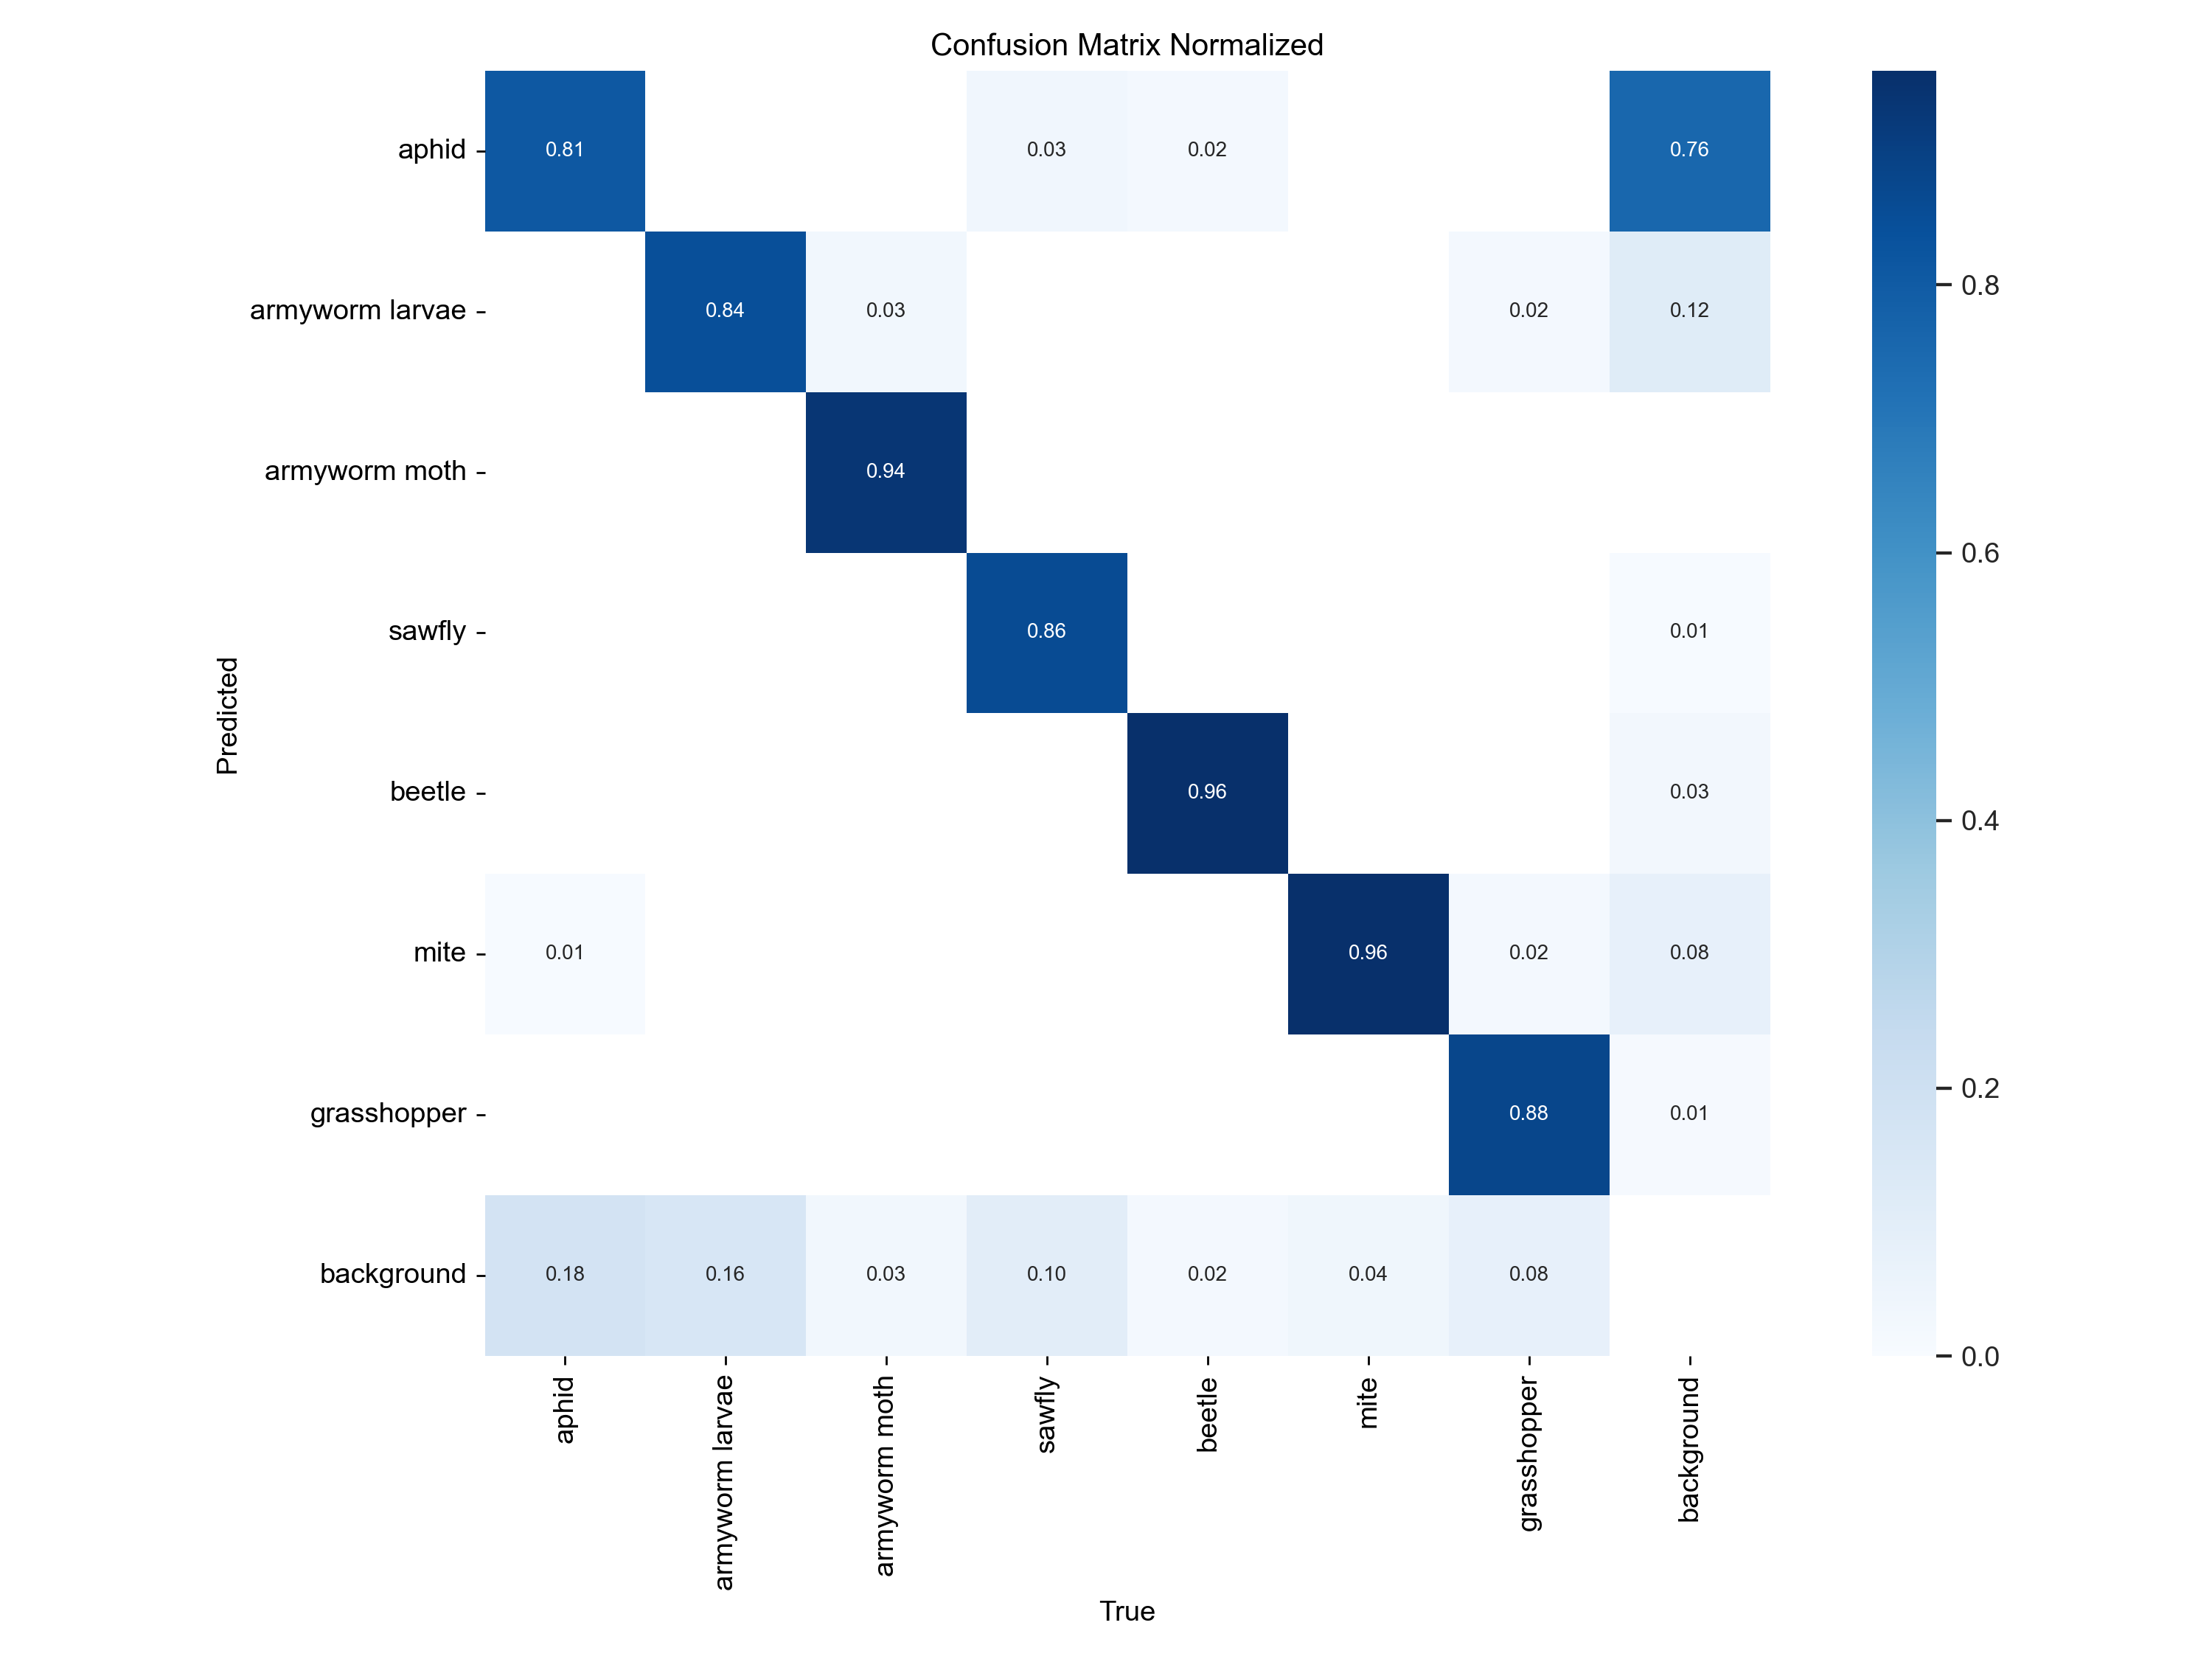 Confusion Matrix Normalized
aphid 0.81 0.03 0.02 0.76
armyworm larvae 0.84 0.03 0.02 0.12
armyworm moth 0.94
sawfly 0.86 0.01
beetle 0.96 0.03
mite 0.01 0.96 0.02 0.08
grasshopper 0.88 0.01
background 0.18 0.16 0.03 0.10 0.02 0.04 0.08
Predicted
aphid
armyworm larvae
armyworm moth
sawfly
beetle
mite
grasshopper
background
True
0.8
0.6
0.4
0.2
0.0